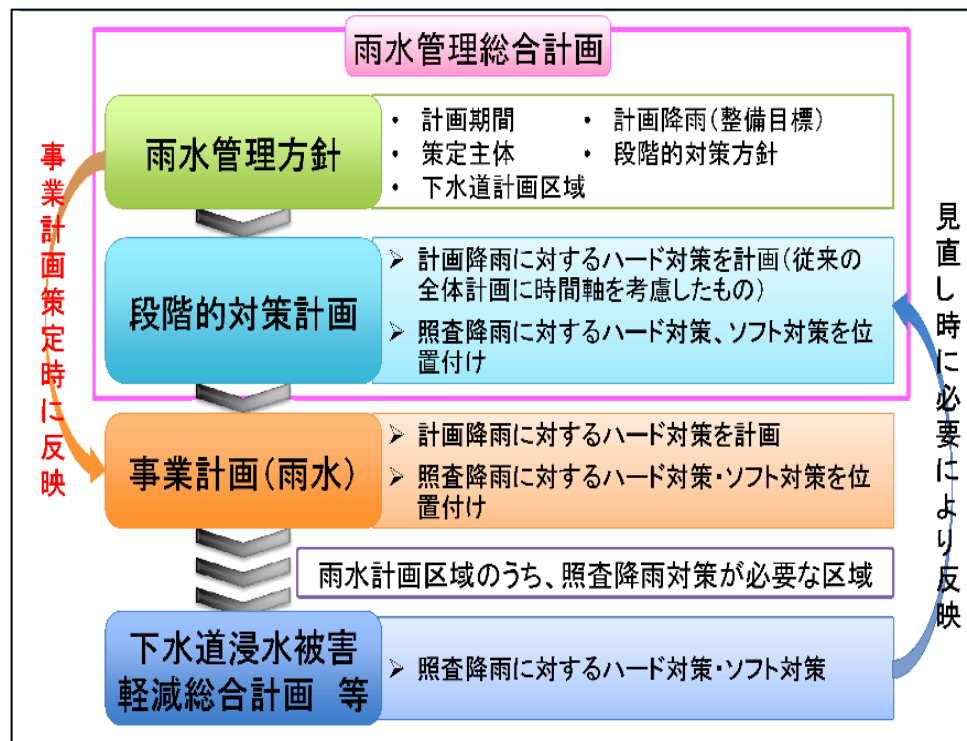 雨水管理総合計画
雨水管理方針
・ 計画期間
・ 計画降雨(整備目標)
・ 策定主体
・ 段階的対策方針
・ 下水道計画区域
事業計画策定時に反映
段階的対策計画
➢ 計画降雨に対するハード対策を計画(従来の
全体計画に時間軸を考慮したもの)
➢ 照査降雨に対するハード対策、ソフト対策を位
置付け
見直し時に必要により反映
事業計画(雨水)
➢ 計画降雨に対するハード対策を計画
➢ 照査降雨に対するハード対策・ソフト対策を位
置付け
雨水計画区域のうち、照査降雨対策が必要な区域
下水道浸水被害
軽減総合計画 等
➢ 照査降雨に対するハード対策・ソフト対策